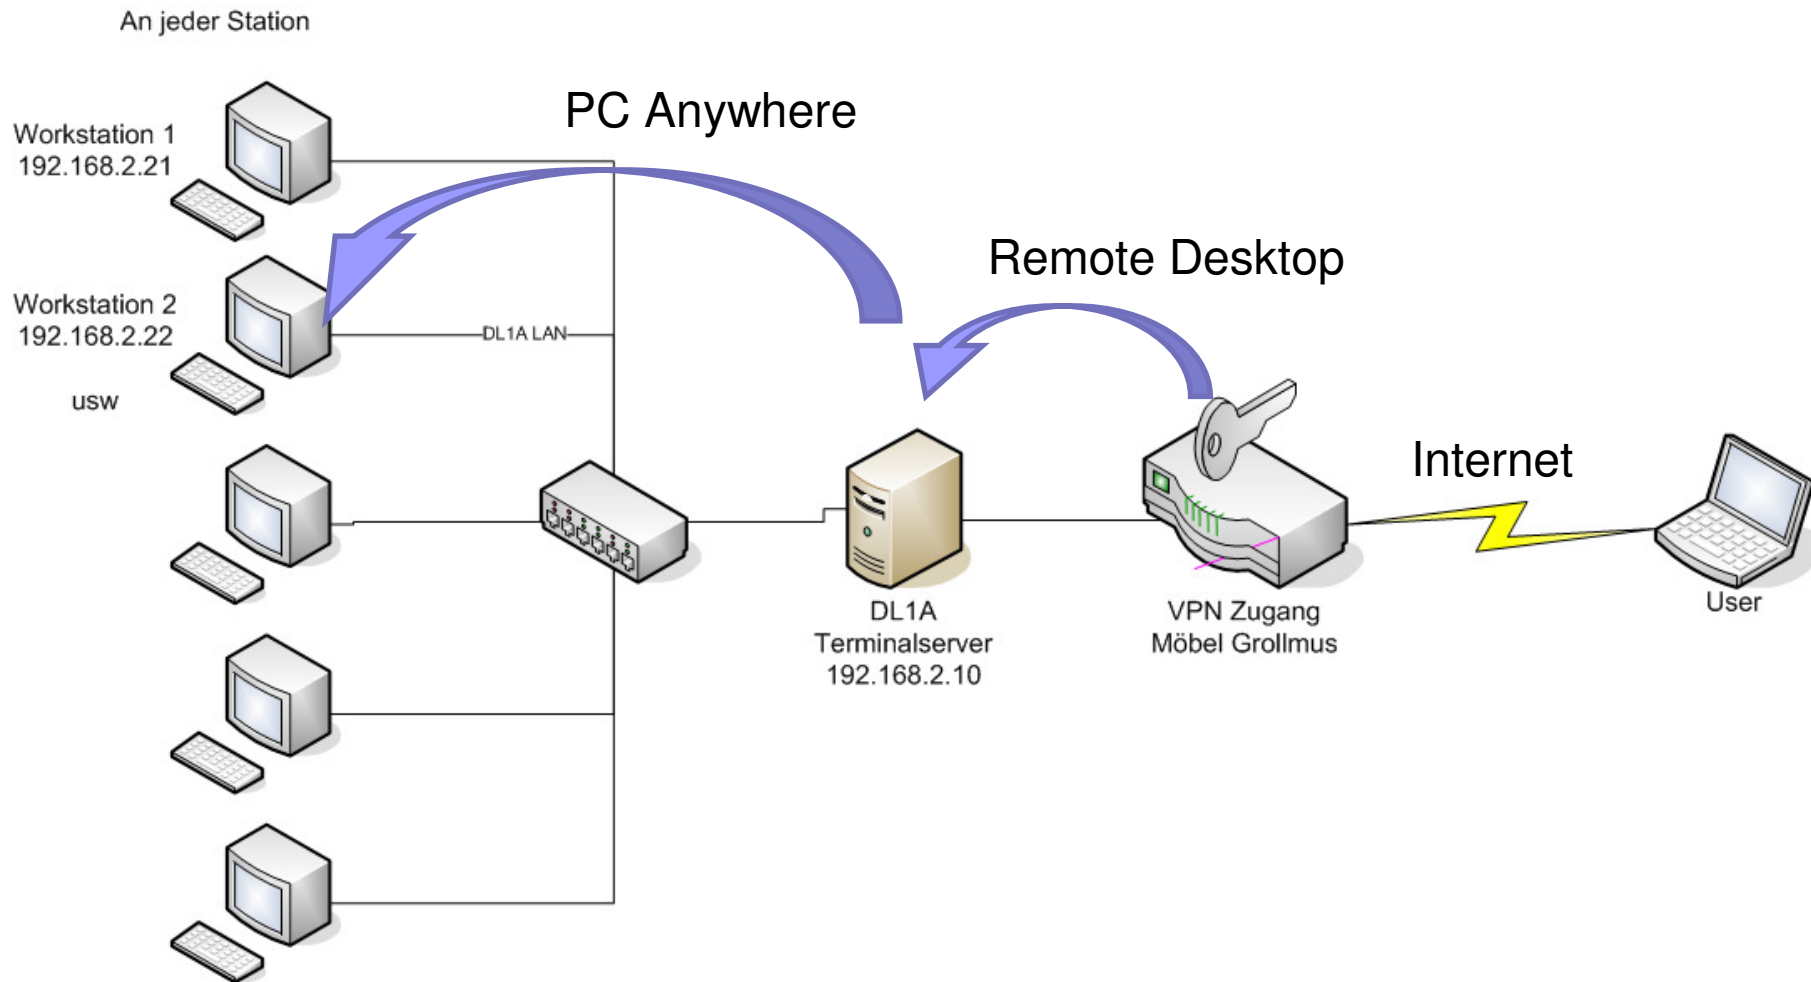 An jeder Station
PC Anywhere
Workstation 1
192.168.2.21
Remote Desktop
Workstation 2
192.168.2.22
DL1A LAN
usw
Internet
DL1A
Terminalserver
192.168.2.10
VPN Zugang
Möbel Grollmus
User